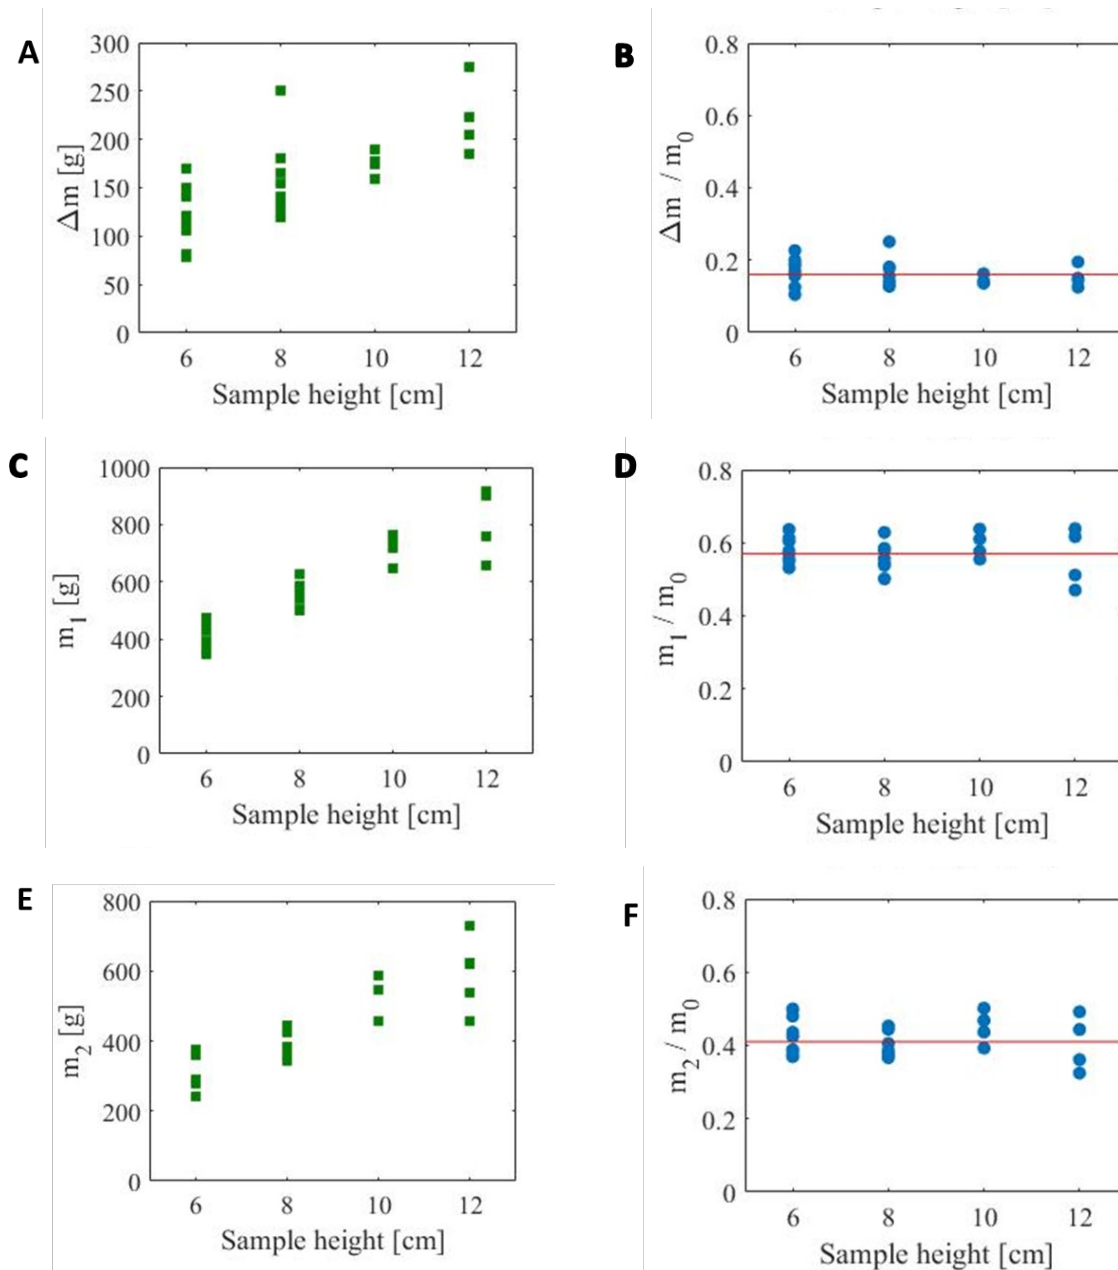 A
300
250
200
150
100
50
0
Δm [g]
6 8 10 12
Sample height [cm]
B
0.8
0.6
0.4
0.2
0
Δm / m0
6 8 10 12
Sample height [cm]
C
1000
800
600
400
200
0
m1 [g]
6 8 10 12
Sample height [cm]
D
0.8
0.6
0.4
0.2
0
m1 / m0
6 8 10 12
Sample height [cm]
E
800
600
400
200
0
m2 [g]
6 8 10 12
Sample height [cm]
F
0.8
0.6
0.4
0.2
0
m2 / m0
6 8 10 12
Sample height [cm]